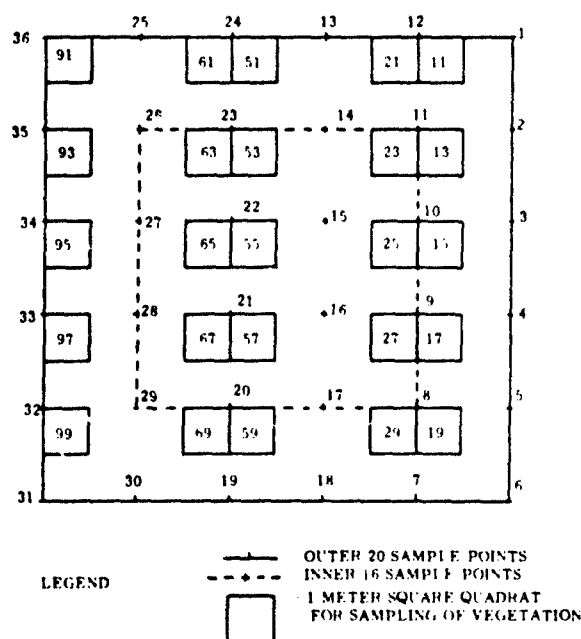 25 24 13 12
36 1
91 61 51 21 11
26 23 14 11
35 2
93 63 53 23 13
22 10
34 27 15 3
95 65 55 25 15
21 9
33 28 16 4
97 67 57 27 17
29 20 17 8
32 5
99 69 59 29 19
31 30 19 18 7 6
OUTER 20 SAMPLE POINTS
LEGEND
INNER 16 SAMPLE POINTS
1 METER SQUARE QUADRAT
FOR SAMPLING OF VEGETATION